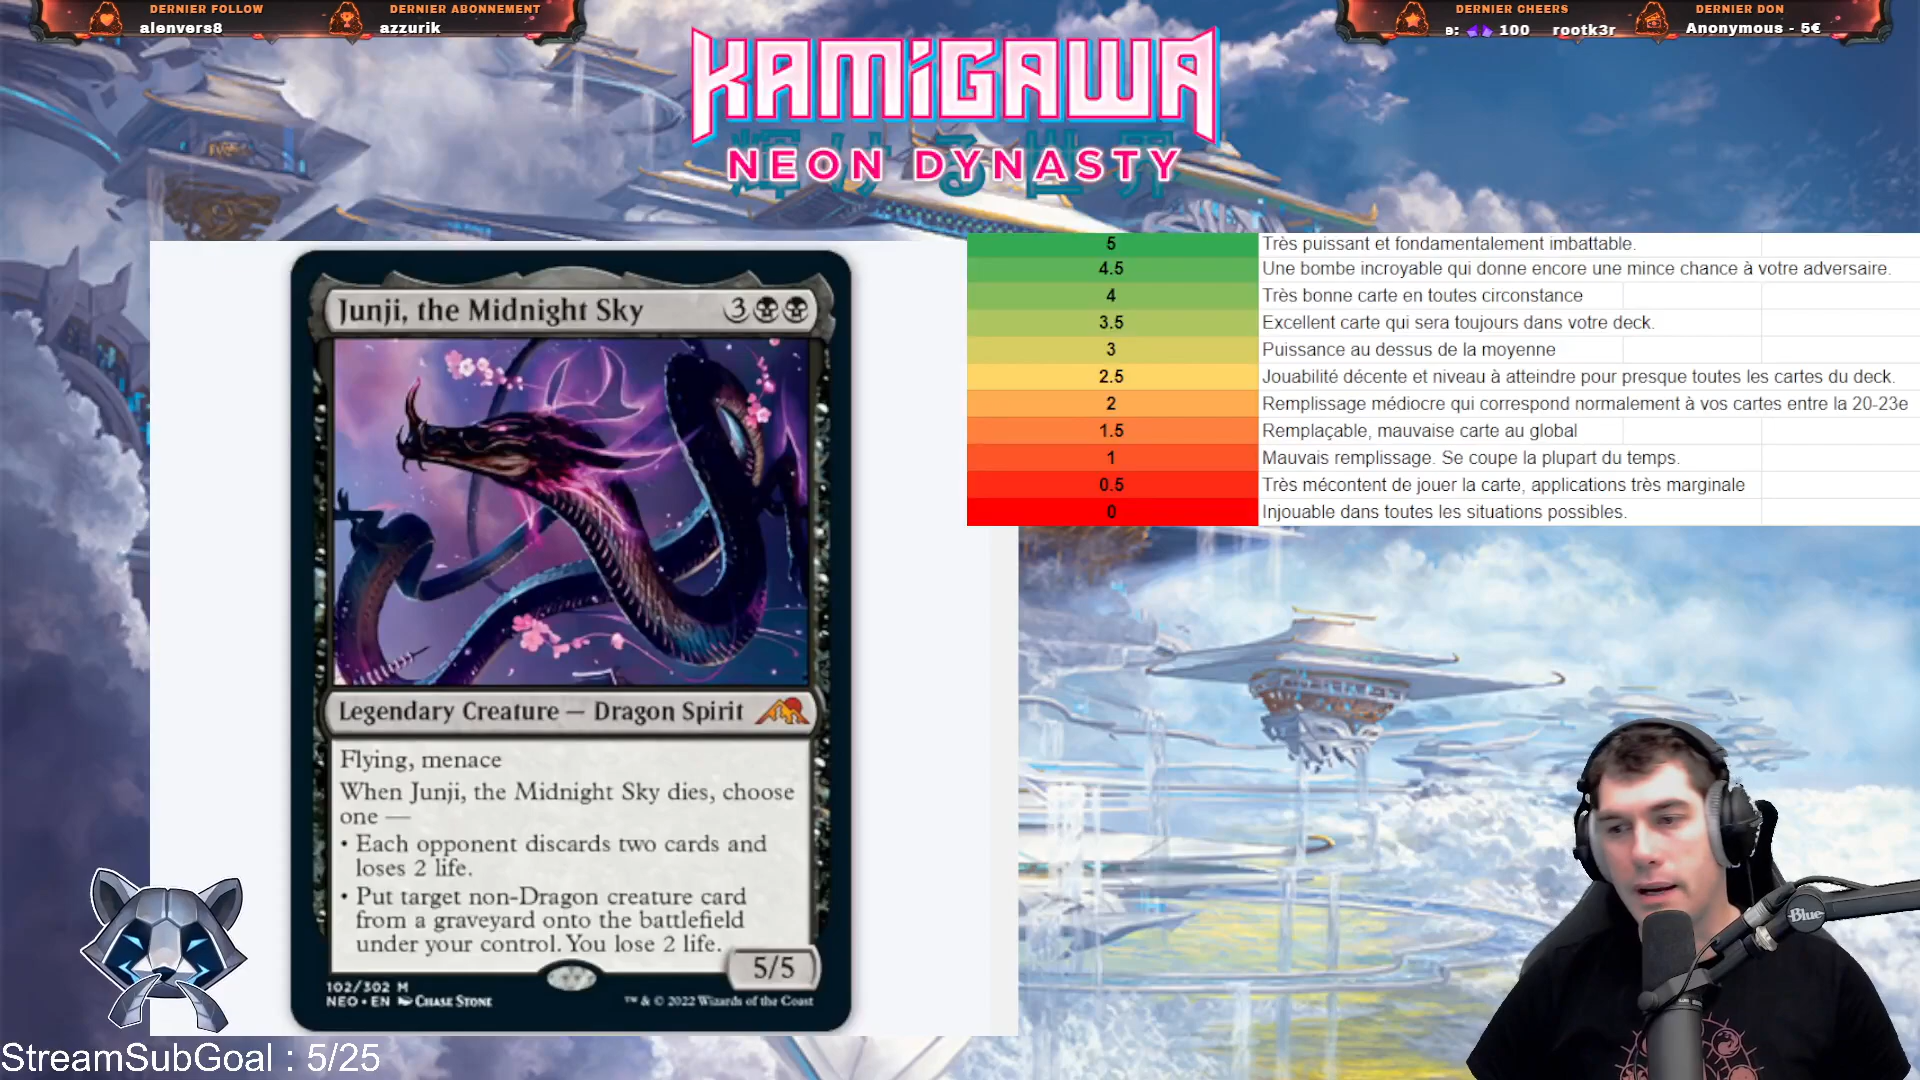 DERNIER FOLLOW
alenvers8
DERNIER ABONNEMENT
azzurik
DERNIER CHEERS
e: 100 rootk3r
DERNIER DON
Anonymous - 5€
KAMIGAWA
輝ける世界
NEON DYNASTY
Junji, the Midnight Sky 3
Legendary Creature — Dragon Spirit
Flying, menace
When Junji, the Midnight Sky dies, choose
one —
• Each opponent discards two cards and
loses 2 life.
• Put target non-Dragon creature card
from a graveyard onto the battlefield
under your control. You lose 2 life.
5/5
102/302 M
NEO • EN CHASE STONE
™ & © 2022 Wizards of the Coast
5 Très puissant et fondamentalement imbattable.
4.5 Une bombe incroyable qui donne encore une mince chance à votre adversaire.
4 Très bonne carte en toutes circonstance
3.5 Excellent carte qui sera toujours dans votre deck.
3 Puissance au dessus de la moyenne
2.5 Jouabilité décente et niveau à atteindre pour presque toutes les cartes du deck.
2 Remplissage médiocre qui correspond normalement à vos cartes entre la 20-23e
1.5 Remplaçable, mauvaise carte au global
1 Mauvais remplissage. Se coupe la plupart du temps.
0.5 Très mécontent de jouer la carte, applications très marginale
0 Injouable dans toutes les situations possibles.
Blue
StreamSubGoal : 5/25